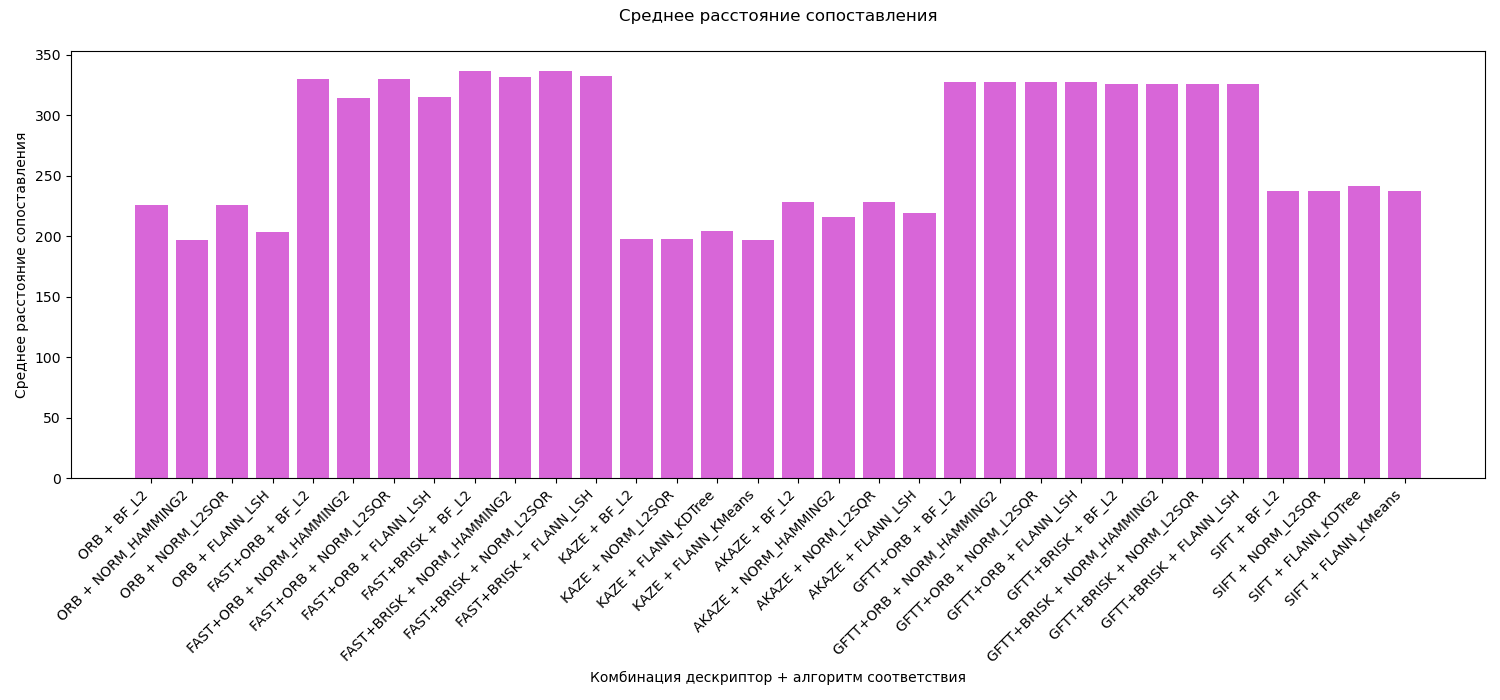 Среднее расстояние сопоставления
Среднее расстояние сопоставления
350
300
250
200
150
100
50
0
ORB + BF_L2
ORB + NORM_HAMMING2
ORB + NORM_L2SQR
ORB + FLANN_LSH
FAST+ORB + BF_L2
FAST+ORB + NORM_HAMMING2
FAST+ORB + NORM_L2SQR
FAST+ORB + FLANN_LSH
FAST+BRISK + BF_L2
FAST+BRISK + NORM_HAMMING2
FAST+BRISK + NORM_L2SQR
FAST+BRISK + FLANN_LSH
KAZE + BF_L2
KAZE + NORM_L2SQR
KAZE + FLANN_KDTree
KAZE + FLANN_KMeans
AKAZE + BF_L2
AKAZE + NORM_HAMMING2
AKAZE + NORM_L2SQR
AKAZE + FLANN_LSH
GFTT+ORB + BF_L2
GFTT+ORB + NORM_HAMMING2
GFTT+ORB + NORM_L2SQR
GFTT+ORB + FLANN_LSH
GFTT+BRISK + BF_L2
GFTT+BRISK + NORM_HAMMING2
GFTT+BRISK + NORM_L2SQR
GFTT+BRISK + FLANN_LSH
SIFT + BF_L2
SIFT + NORM_L2SQR
SIFT + FLANN_KDTree
SIFT + FLANN_KMeans
Комбинация дескриптор + алгоритм соответствия